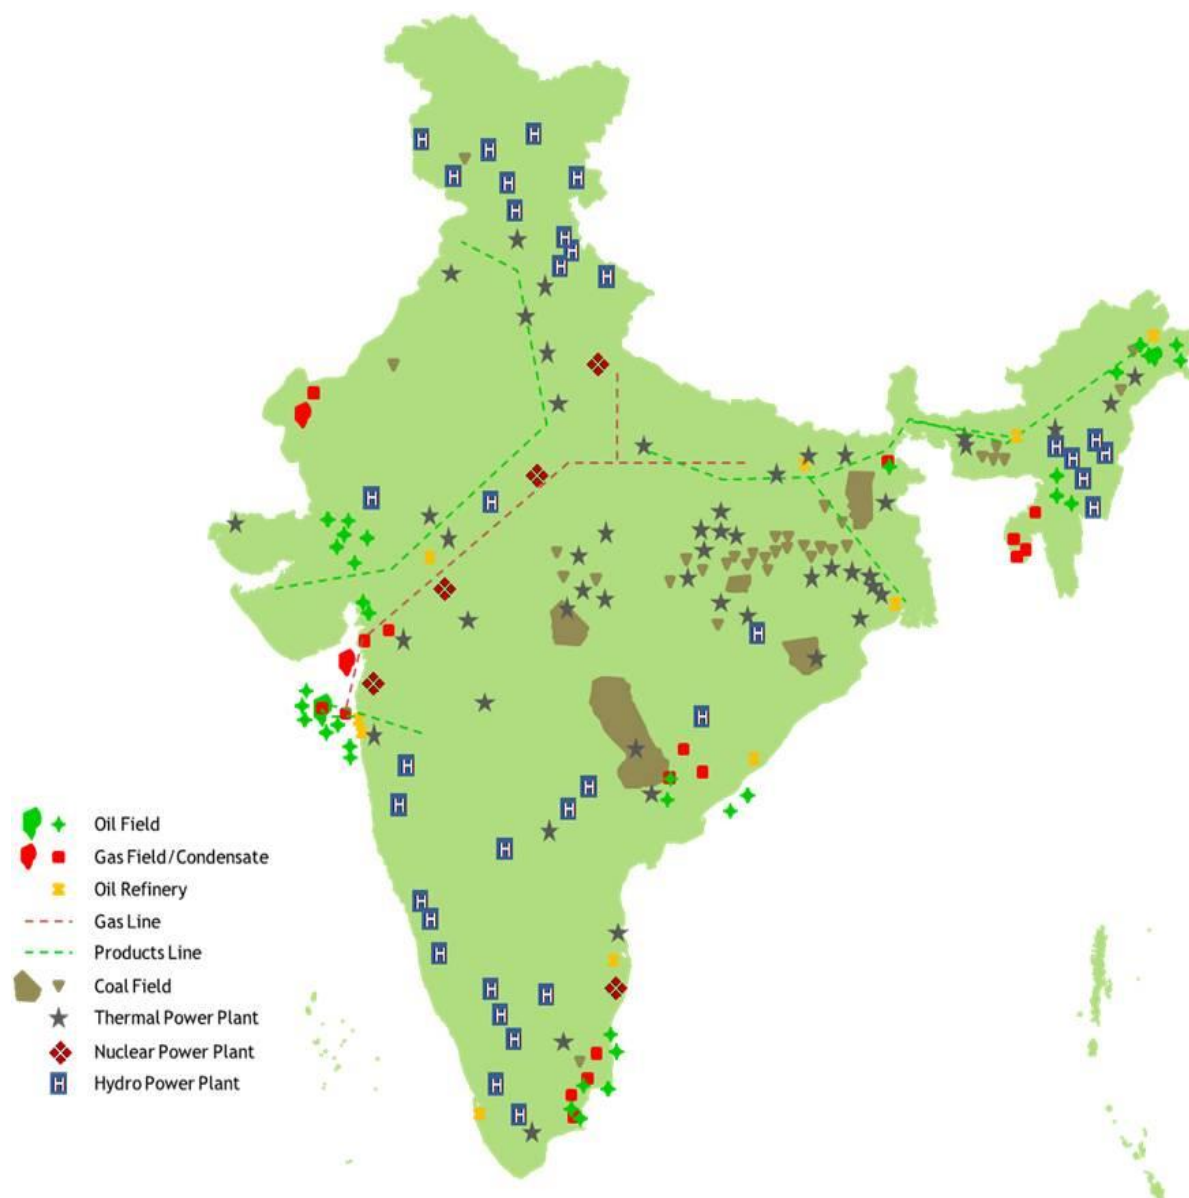 Oil Field
Gas Field/Condensate
Oil Refinery
Gas Line
Products Line
Coal Field
Thermal Power Plant
Nuclear Power Plant
Hydro Power Plant